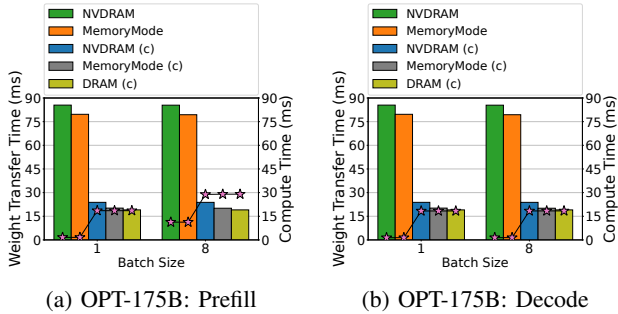 NVDRAM
MemoryMode
NVDRAM (c)
MemoryMode (c)
DRAM (c)
Weight Transfer Time (ms)
90
75
60
45
30
15
0
90
75
60
45
30
15
0
Compute Time (ms)
1
8
Batch Size
(a) OPT-175B: Prefill
NVDRAM
MemoryMode
NVDRAM (c)
MemoryMode (c)
DRAM (c)
Weight Transfer Time (ms)
90
75
60
45
30
15
0
90
75
60
45
30
15
0
Compute Time (ms)
1
8
Batch Size
(b) OPT-175B: Decode